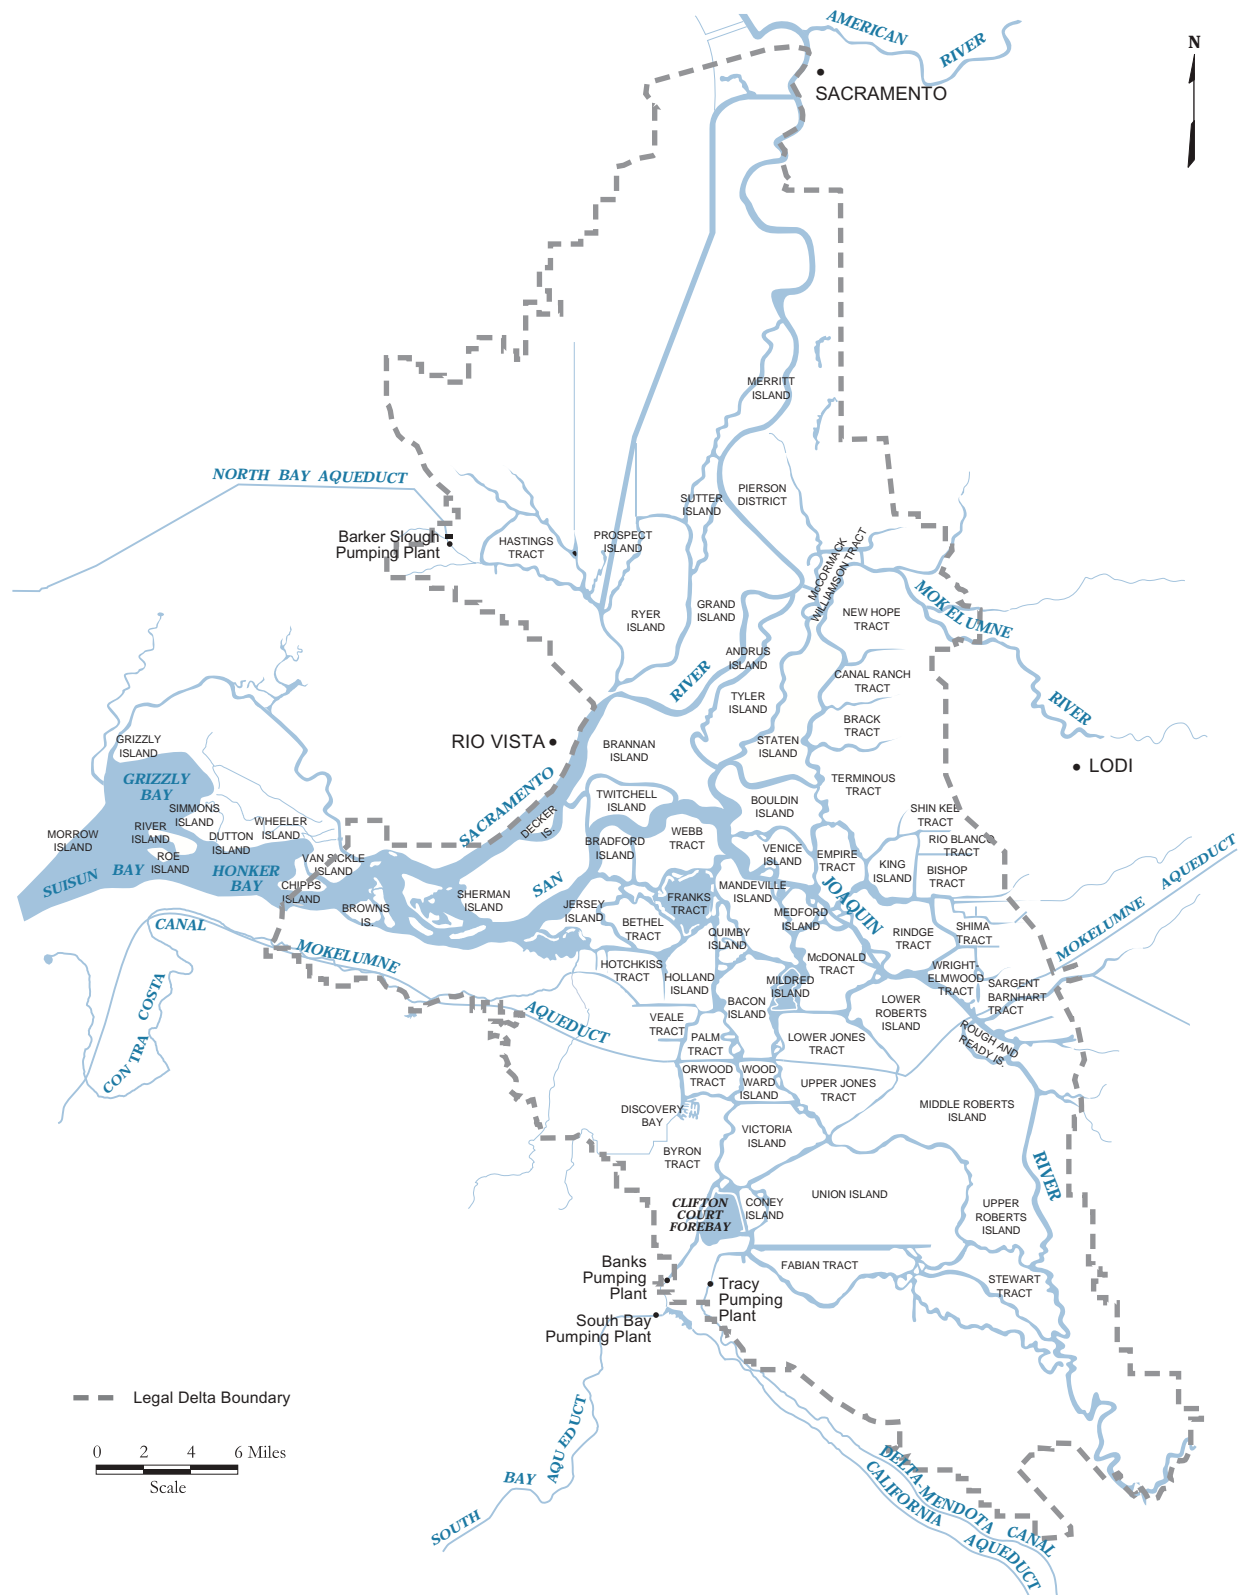 AMERICAN
RIVER
N
SACRAMENTO
MERRITT
ISLAND
NORTH BAY AQUEDUCT
SUTTER
ISLAND
PIERSON
DISTRICT
Barker Slough
Pumping Plant
HASTINGS
TRACT
PROSPECT
ISLAND
McCORMACK
WILLIAMSON TRACT
MOKELUMNE
RIVER
RYER
ISLAND
GRAND
ISLAND
NEW HOPE
TRACT
ANDRUS
ISLAND
RIVER
CANAL RANCH
TRACT
TYLER
ISLAND
BRACK
TRACT
RIO VISTA
BRANNAN
ISLAND
STATEN
ISLAND
LODI
GRIZZLY
ISLAND
GRIZZLY
BAY
TERMINOUS
TRACT
SACRAMENTO
TWITCHELL
ISLAND
BOULDIN
ISLAND
SIMMONS
ISLAND
SHIN KEE
TRACT
DECKER
IS.
WHEELER
ISLAND
RIVER
ISLAND
DUTTON
ISLAND
MORROW
ISLAND
WEBB
TRACT
BRADFORD
ISLAND
VENICE
ISLAND
EMPIRE
TRACT
RIO BLANCO
TRACT
ROE
ISLAND
VAN SICKLE
ISLAND
KING
ISLAND
BISHOP
TRACT
SUISUN
BAY
HONKER
BAY
CHIPPS
ISLAND
BROWNS
IS.
SHERMAN
ISLAND
SAN
JOAQUIN
JERSEY
ISLAND
FRANKS
TRACT
MANDEVILLE
ISLAND
MEDFORD
ISLAND
MOKELUMNE
AQUEDUCT
CANAL
MOKELUMNE
BETHEL
TRACT
QUIMBY
ISLAND
RINDGE
TRACT
SHIMA
TRACT
HOTCHKISS
TRACT
HOLLAND
ISLAND
MILDRED
ISLAND
McDONALD
TRACT
WRIGHT-
ELMWOOD
TRACT
SARGENT
BARNHART
TRACT
CON TRA COSTA
AQUEDUCT
BACON
ISLAND
LOWER
ROBERTS
ISLAND
VEALE
TRACT
PALM
TRACT
LOWER JONES
TRACT
ROUGH AND
READY IS.
ORWOOD
TRACT
WOOD
WARD
ISLAND
UPPER JONES
TRACT
DISCOVERY
BAY
MIDDLE ROBERTS
ISLAND
VICTORIA
ISLAND
BYRON
TRACT
RIVER
CLIFTON
COURT
FOREBAY
CONEY
ISLAND
UNION ISLAND
UPPER
ROBERTS
ISLAND
Banks
Pumping
Plant
FABIAN TRACT
STEWART
TRACT
Tracy
Pumping
Plant
South Bay
Pumping Plant
Legal Delta Boundary
0 2 4 6 Miles
Scale
SOUTH
BAY
AQU EDUCT
DELTA-MENDOTA CANAL
CALIFORNIA AQUEDUCT